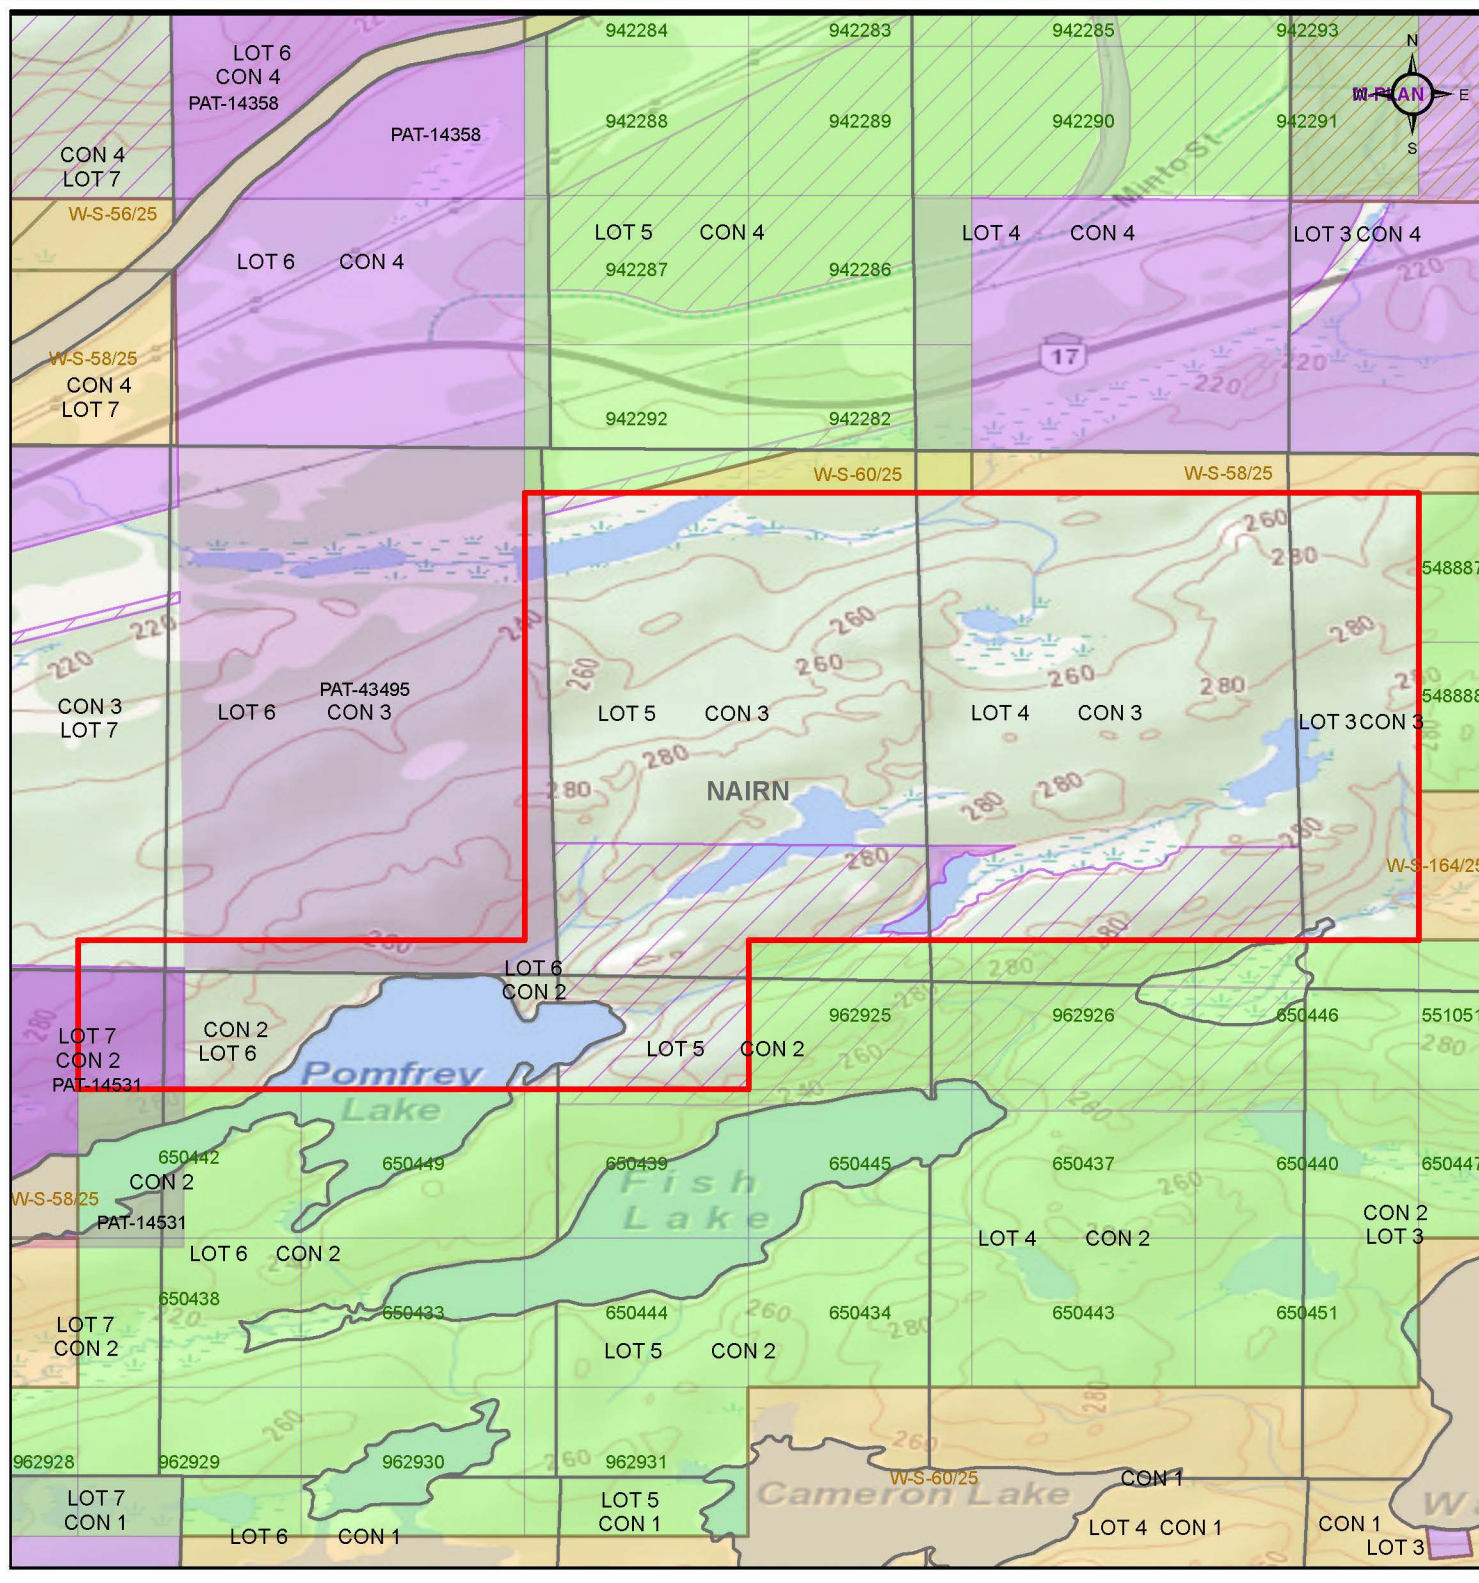 942284
942283
942285
942293
LOT 6
CON 4
PAT-14358
N
W
E
S
PAT-14358
942288
942289
942290
942291
CON 4
LOT 7
Minto St
W-S-56/25
LOT 6 CON 4
LOT 5 CON 4
LOT 4 CON 4
LOT 3 CON 4
942287
942286
220
W-S-58/25
17
220
220
CON 4
LOT 7
942292
942282
W-S-60/25
W-S-58/25
260
280
548887
220
240
260
280
220
260
260
260
280
280
548888
PAT-43495
CON 3
LOT 7
LOT 6 CON 3
LOT 5 CON 3
LOT 4 CON 3
LOT 3 CON 3
280
280
280
NAIRN
280
280
280
280
W-S-164/25
280
280
LOT 6
CON 2
280
280
962925
962926
650446
551051
280
LOT 7
CON 2
PAT-14531
CON 2
LOT 6
LOT 5 CON 2
260
280
Pomfrey
Lake
240
260
650442
650449
650439
650445
650437
650440
650447
CON 2
W-S-58/25
PAT-14531
Fish
Lake
260
CON 2
LOT 3
LOT 6 CON 2
LOT 4 CON 2
650438
650433
650444
650434
650443
650451
260
280
LOT 7
CON 2
LOT 5 CON 2
280
260
260
260
962928
962929
962930
962931
W-S-60/25
CON 1
Cameron Lake
LOT 7
CON 1
LOT 5
CON 1
LOT 6 CON 1
LOT 4 CON 1
CON 1
LOT 3